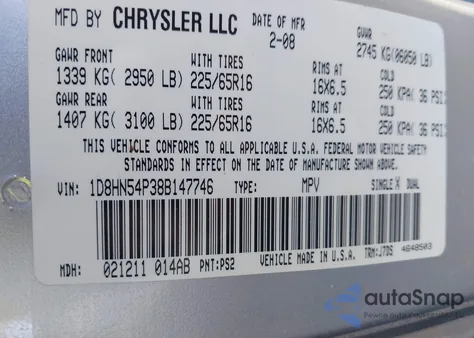 MFD BY CHRYSLER LLC DATE OF MFR GVWR
2-08 2745 KG(06050 LB)
GAWR FRONT WITH TIRES RIMS AT COLD
1339 KG( 2950 LB) 225/65R16 16X6.5 250 KPA( 36 PSI
GAWR REAR WITH TIRES RIMS AT COLD
1407 KG( 3100 LB) 225/65R16 16X6.5 250 KPA( 36 PSI
THIS VEHICLE CONFORMS TO ALL APPLICABLE U.S.A. FEDERAL MOTOR VEHICLE SAFETY
STANDARDS IN EFFECT ON THE DATE OF MANUFACTURE SHOWN ABOVE.
VIN: 1D8HN54P38B147746 TYPE: MPV SINGLE X DUAL
MDH: 021211 014AB PNT:PS2 VEHICLE MADE IN U.S.A. TRM:J7DS 4648503
autoSnap